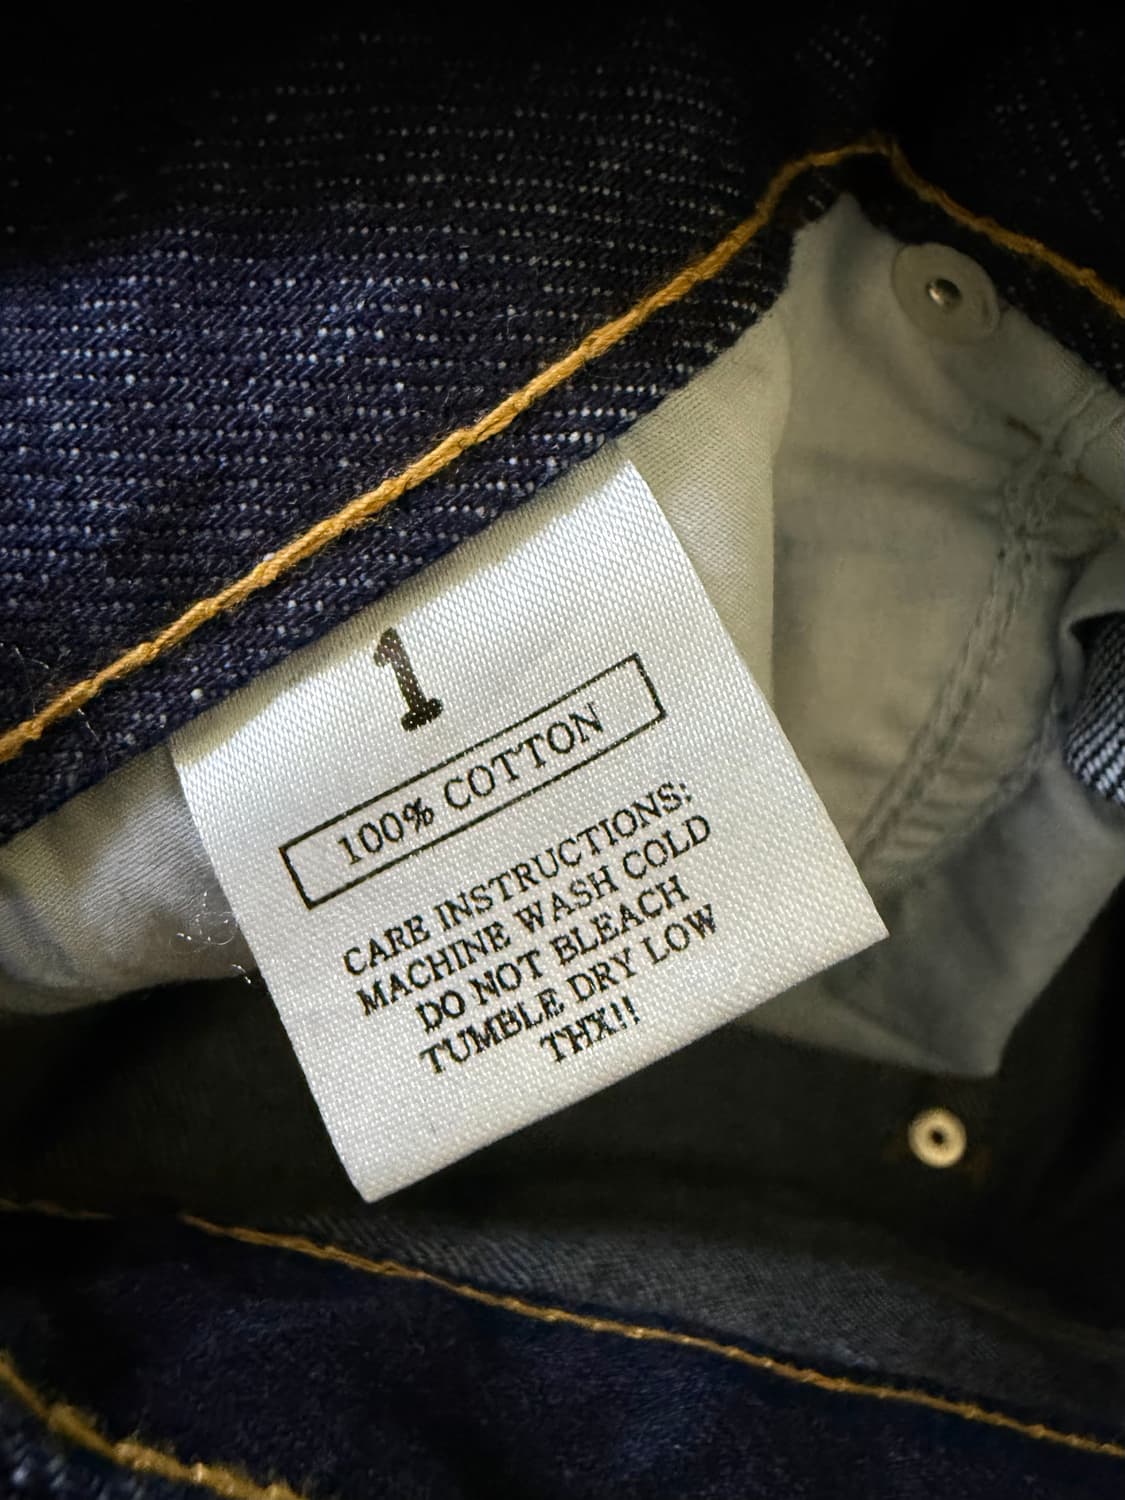 1
100% COTTON
CARE INSTRUCTIONS:
MACHINE WASH COLD
DO NOT BLEACH
TUMBLE DRY LOW
THX!!